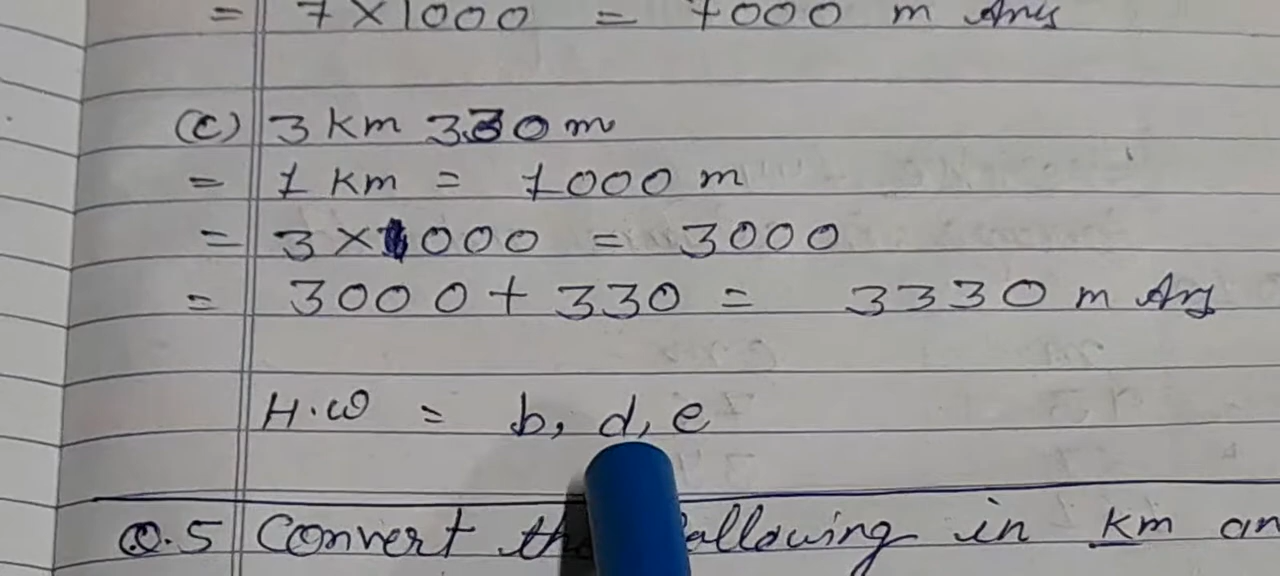 = 7 × 1000 = 7000 m Ans
(c) 3 km 330 m
= 1 km = 1000 m
= 3 × 1000 = 3000
= 3000 + 330 = 3330 m Ans
H.W = b, d, e
Q.5 Convert the following in km an